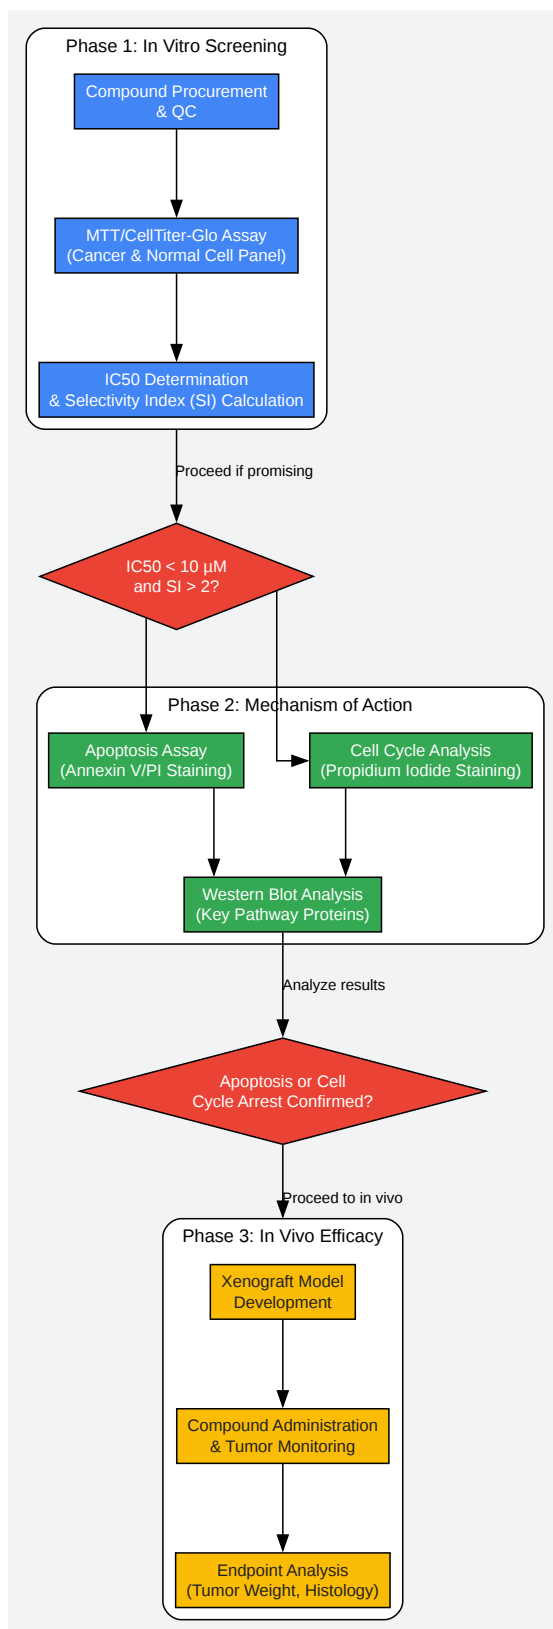 Phase 1: In Vitro Screening
Compound Procurement
& QC
MTT/CellTiter-Glo Assay
(Cancer & Normal Cell Panel)
IC50 Determination
& Selectivity Index (SI) Calculation
Proceed if promising
IC50 < 10 µM
and SI > 2?
Phase 2: Mechanism of Action
Apoptosis Assay
(Annexin V/PI Staining)
Cell Cycle Analysis
(Propidium Iodide Staining)
Western Blot Analysis
(Key Pathway Proteins)
Analyze results
Apoptosis or Cell
Cycle Arrest Confirmed?
Proceed to in vivo
Phase 3: In Vivo Efficacy
Xenograft Model
Development
Compound Administration
& Tumor Monitoring
Endpoint Analysis
(Tumor Weight, Histology)